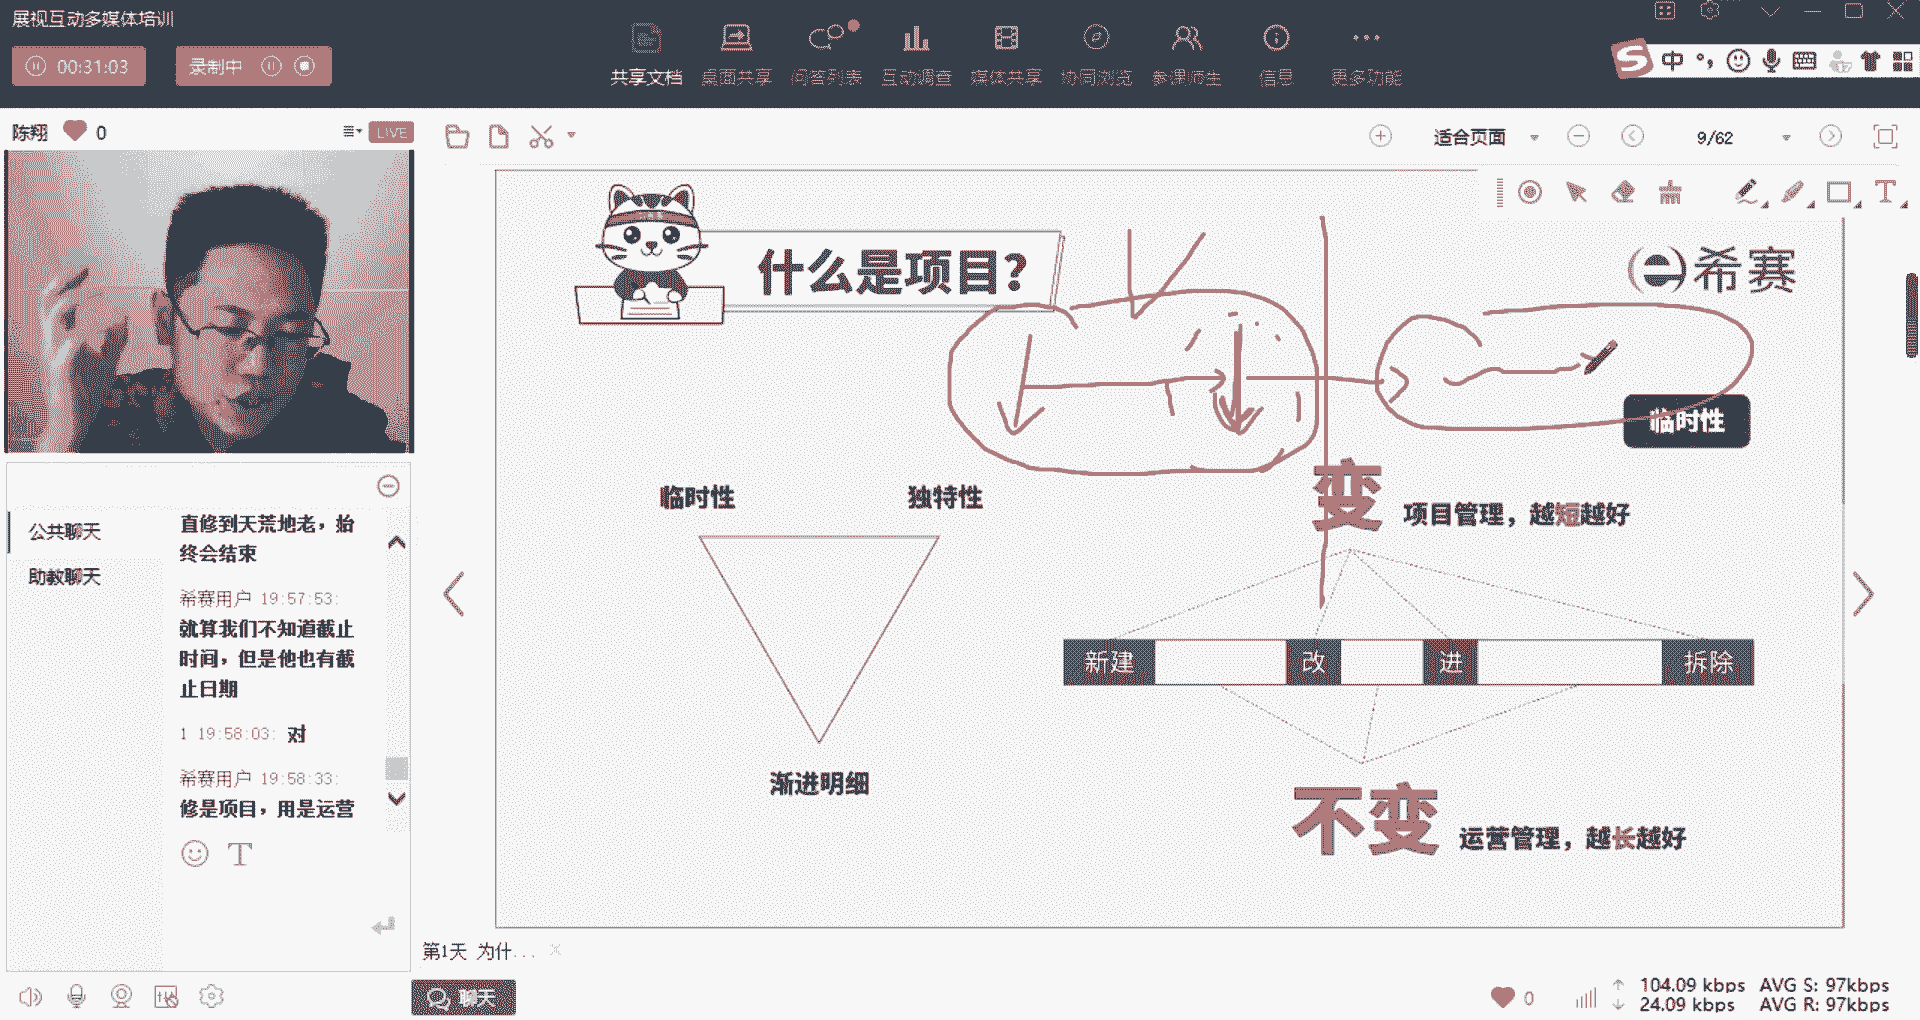 展视互动多媒体培训
00:31:03
录制中
共享文档
桌面共享
问答列表
互动调查
媒体共享
协同浏览
参课师生
信息
更多功能
中
陈翔
0
LIVE
适合页面
9/62
T
什么是项目?
希赛
临时性
临时性
独特性
渐进明细
变
项目管理，越短越好
新建
改
进
拆除
不变
运营管理，越长越好
公共聊天
助教聊天
直修到天荒地老，始
终会结束
希赛用户 19:57:53:
就算我们不知道截止
时间，但是他也有截
止日期
1 19:58:03: 对
希赛用户 19:58:33:
修是项目，用是运营
T
第1天 为什...
聊天
0
104.09 kbps AVG S: 97kbps
24.09 kbps AVG R: 97kbps